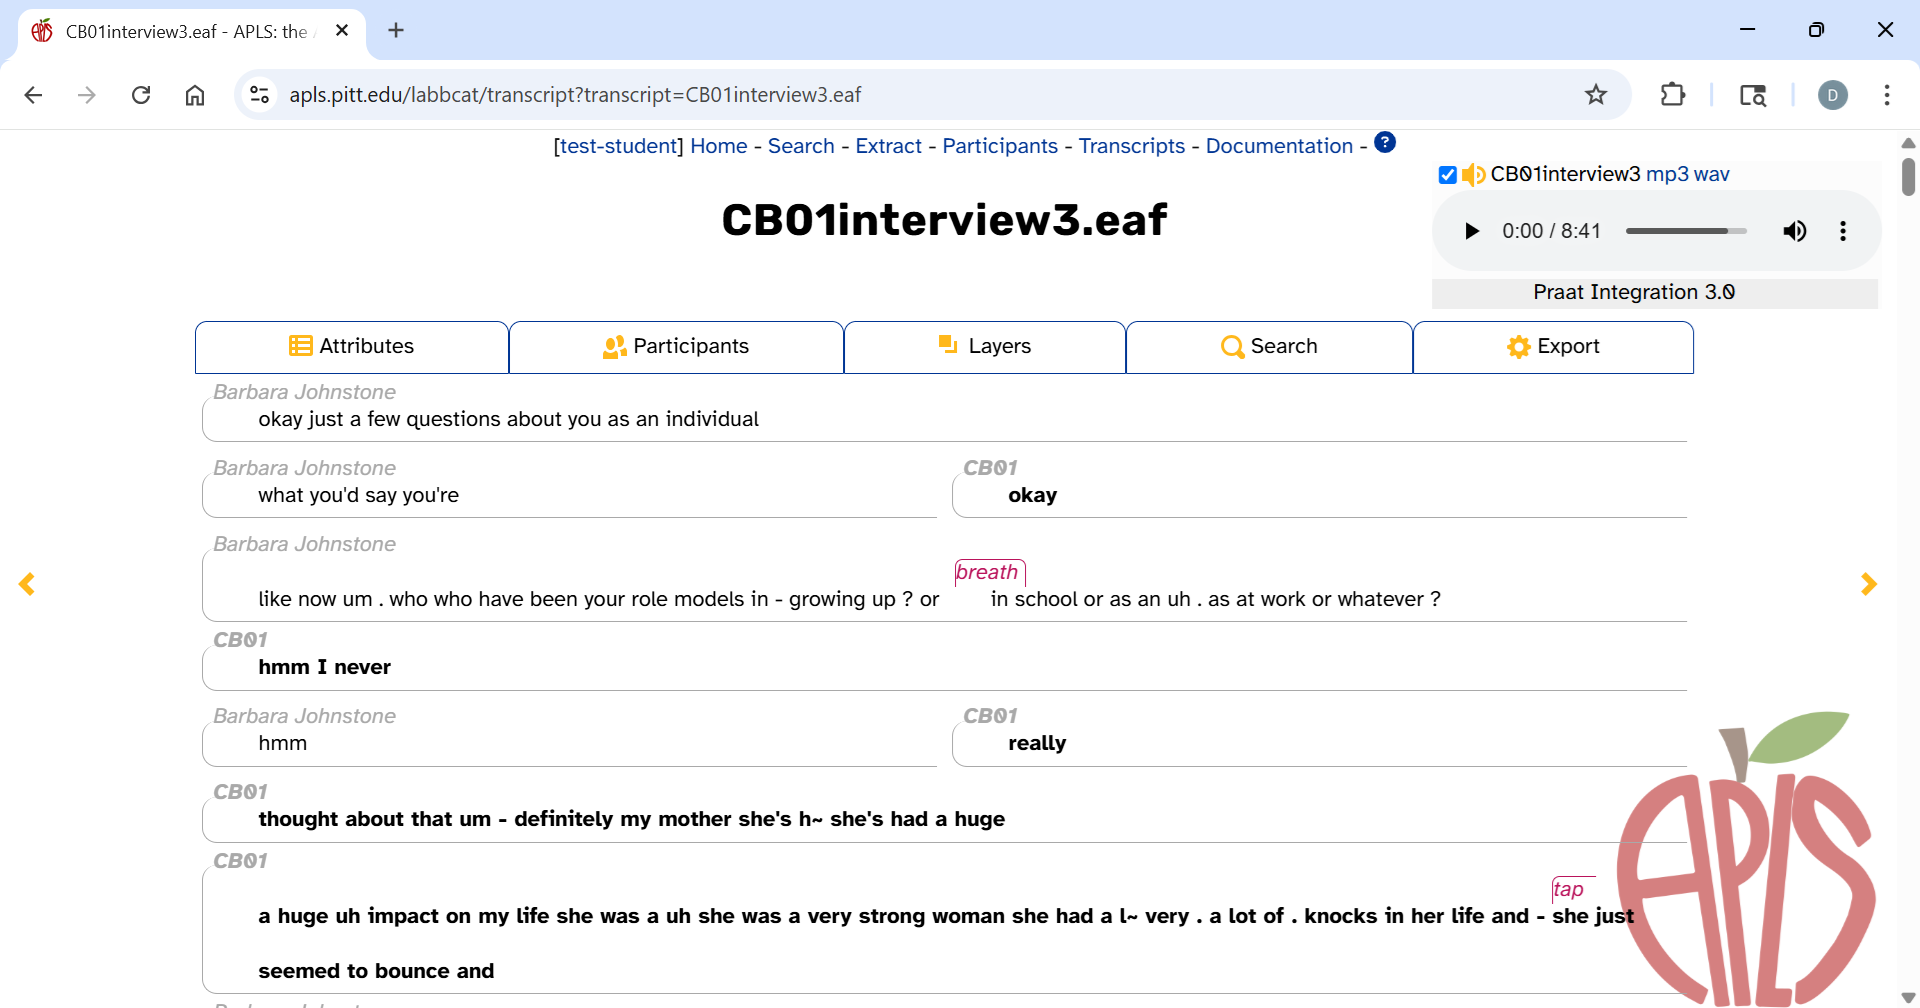 CB01interview3.eaf - APLS: the
apls.pitt.edu/labbcat/transcript?transcript=CB01interview3.eaf
D
[test-student] Home - Search - Extract - Participants - Transcripts - Documentation - ?
CB01interview3 mp3 wav
CB01interview3.eaf
0:00 / 8:41
Praat Integration 3.0
Attributes Participants Layers Search Export
Barbara Johnstone
okay just a few questions about you as an individual
Barbara Johnstone
what you'd say you're
CB01
okay
Barbara Johnstone
breath
like now um . who who have been your role models in - growing up ? or in school or as an uh . as at work or whatever ?
CB01
hmm I never
Barbara Johnstone
hmm
CB01
really
CB01
thought about that um - definitely my mother she's h~ she's had a huge
CB01
tap
a huge uh impact on my life she was a uh she was a very strong woman she had a l~ very . a lot of . knocks in her life and - she just
seemed to bounce and
APLS